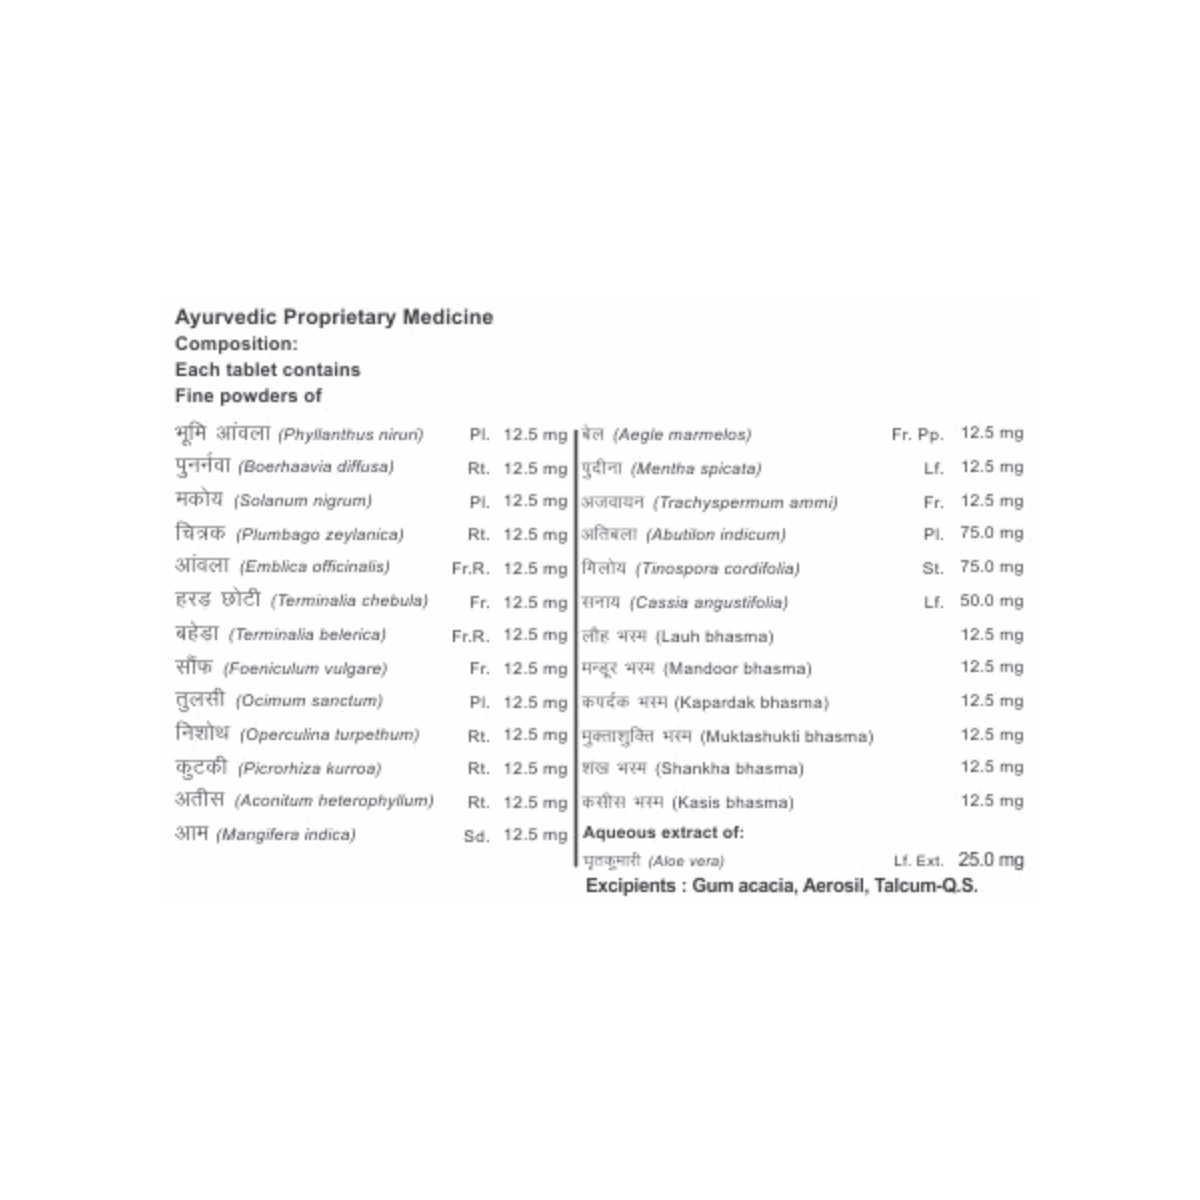 Ayurvedic Proprietary Medicine
Composition:
Each tablet contains
Fine powders of
भूमि आंवला (Phyllanthus niruri) Pl. 12.5 mg
पुनर्नवा (Boerhaavia diffusa) Rt. 12.5 mg
मकोय (Solanum nigrum) Pl. 12.5 mg
चित्रक (Plumbago zeylanica) Rt. 12.5 mg
आंवला (Emblica officinalis) Fr.R. 12.5 mg
हरड़ छोटी (Terminalia chebula) Fr. 12.5 mg
बहेडा (Terminalia belerica) Fr.R. 12.5 mg
सौंफ (Foeniculum vulgare) Fr. 12.5 mg
तुलसी (Ocimum sanctum) Pl. 12.5 mg
निशोथ (Operculina turpethum) Rt. 12.5 mg
कुटकी (Picrorhiza kurroa) Rt. 12.5 mg
अतीस (Aconitum heterophyllum) Rt. 12.5 mg
आम (Mangifera indica) Sd. 12.5 mg
बेल (Aegle marmelos) Fr. Pp. 12.5 mg
पुदीना (Mentha spicata) Lf. 12.5 mg
अजवायन (Trachyspermum ammi) Fr. 12.5 mg
अतिबला (Abutilon indicum) Pl. 75.0 mg
गिलोय (Tinospora cordifolia) St. 75.0 mg
सनाय (Cassia angustifolia) Lf. 50.0 mg
लौह भस्म (Lauh bhasma) 12.5 mg
मन्डूर भस्म (Mandoor bhasma) 12.5 mg
कपर्दक भस्म (Kapardak bhasma) 12.5 mg
मुक्ताशुक्ति भस्म (Muktashukti bhasma) 12.5 mg
शंख भस्म (Shankha bhasma) 12.5 mg
कसीस भस्म (Kasis bhasma) 12.5 mg
Aqueous extract of:
घृतकुमारी (Aloe vera) Lf. Ext. 25.0 mg
Excipients : Gum acacia, Aerosil, Talcum-Q.S.